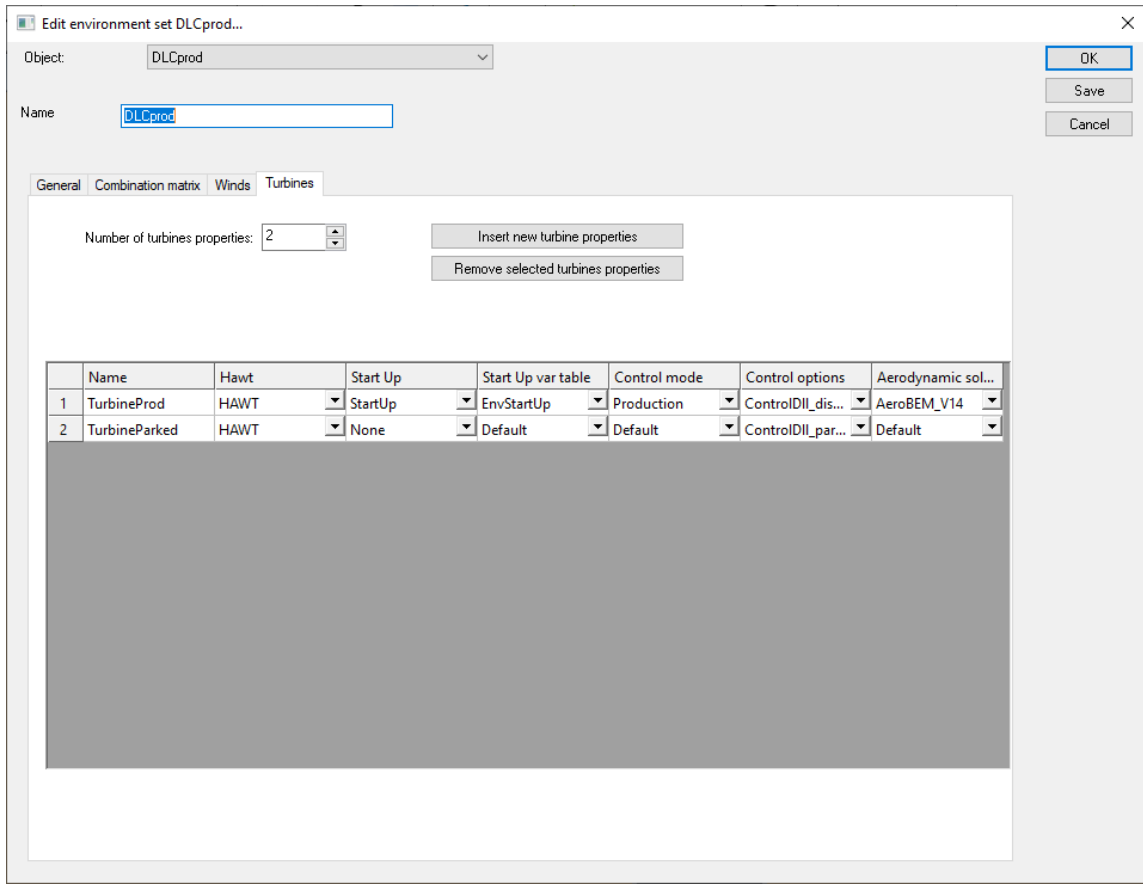 Edit environment set DLCprod...
Object: DLCprod
OK
Save
Name DLCprod
Cancel
General Combination matrix Winds Turbines
Number of turbines properties: 2 Insert new turbine properties
Remove selected turbines properties
Name Hawt Start Up Start Up var table Control mode Control options Aerodynamic sol...
1 TurbineProd HAWT StartUp EnvStartUp Production ControlDll_dis... AeroBEM_V14
2 TurbineParked HAWT None Default Default ControlDll_par... Default